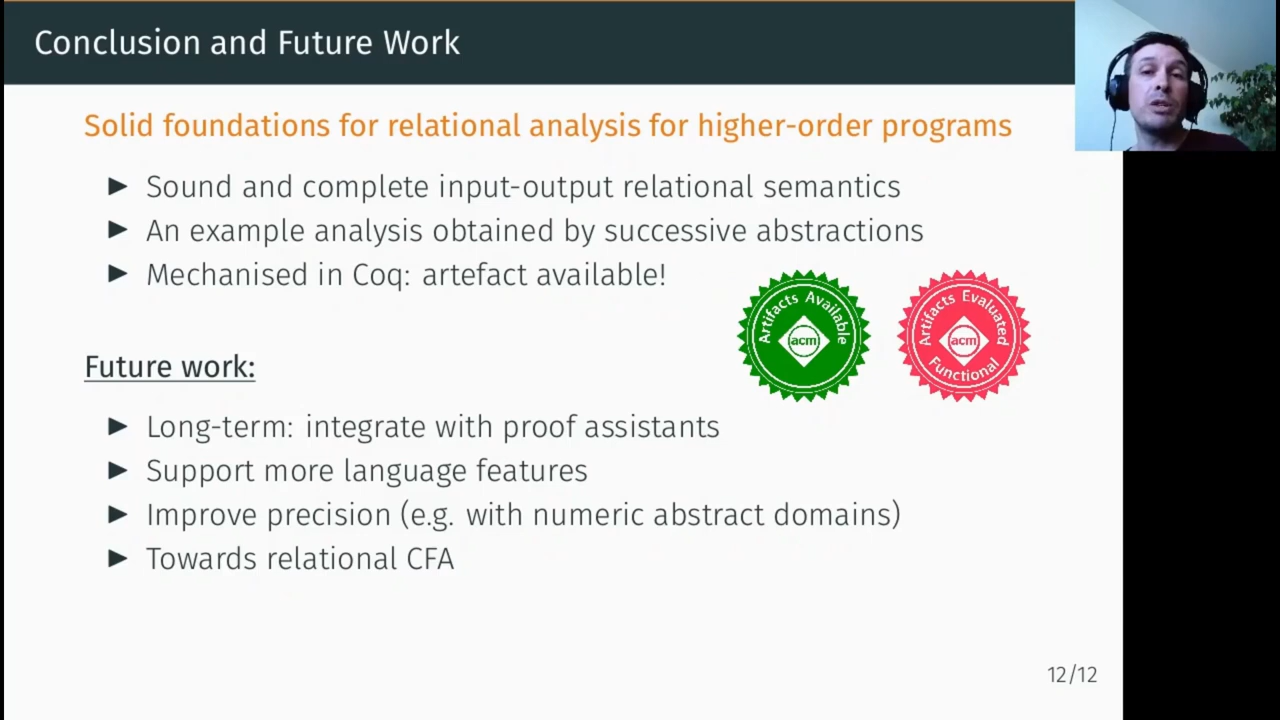 Conclusion and Future Work
Solid foundations for relational analysis for higher-order programs
Sound and complete input-output relational semantics
An example analysis obtained by successive abstractions
Mechanised in Coq: artefact available!
Artifacts Available
acm
Artifacts Evaluated
acm
Functional
Future work:
Long-term: integrate with proof assistants
Support more language features
Improve precision (e.g. with numeric abstract domains)
Towards relational CFA
12/12